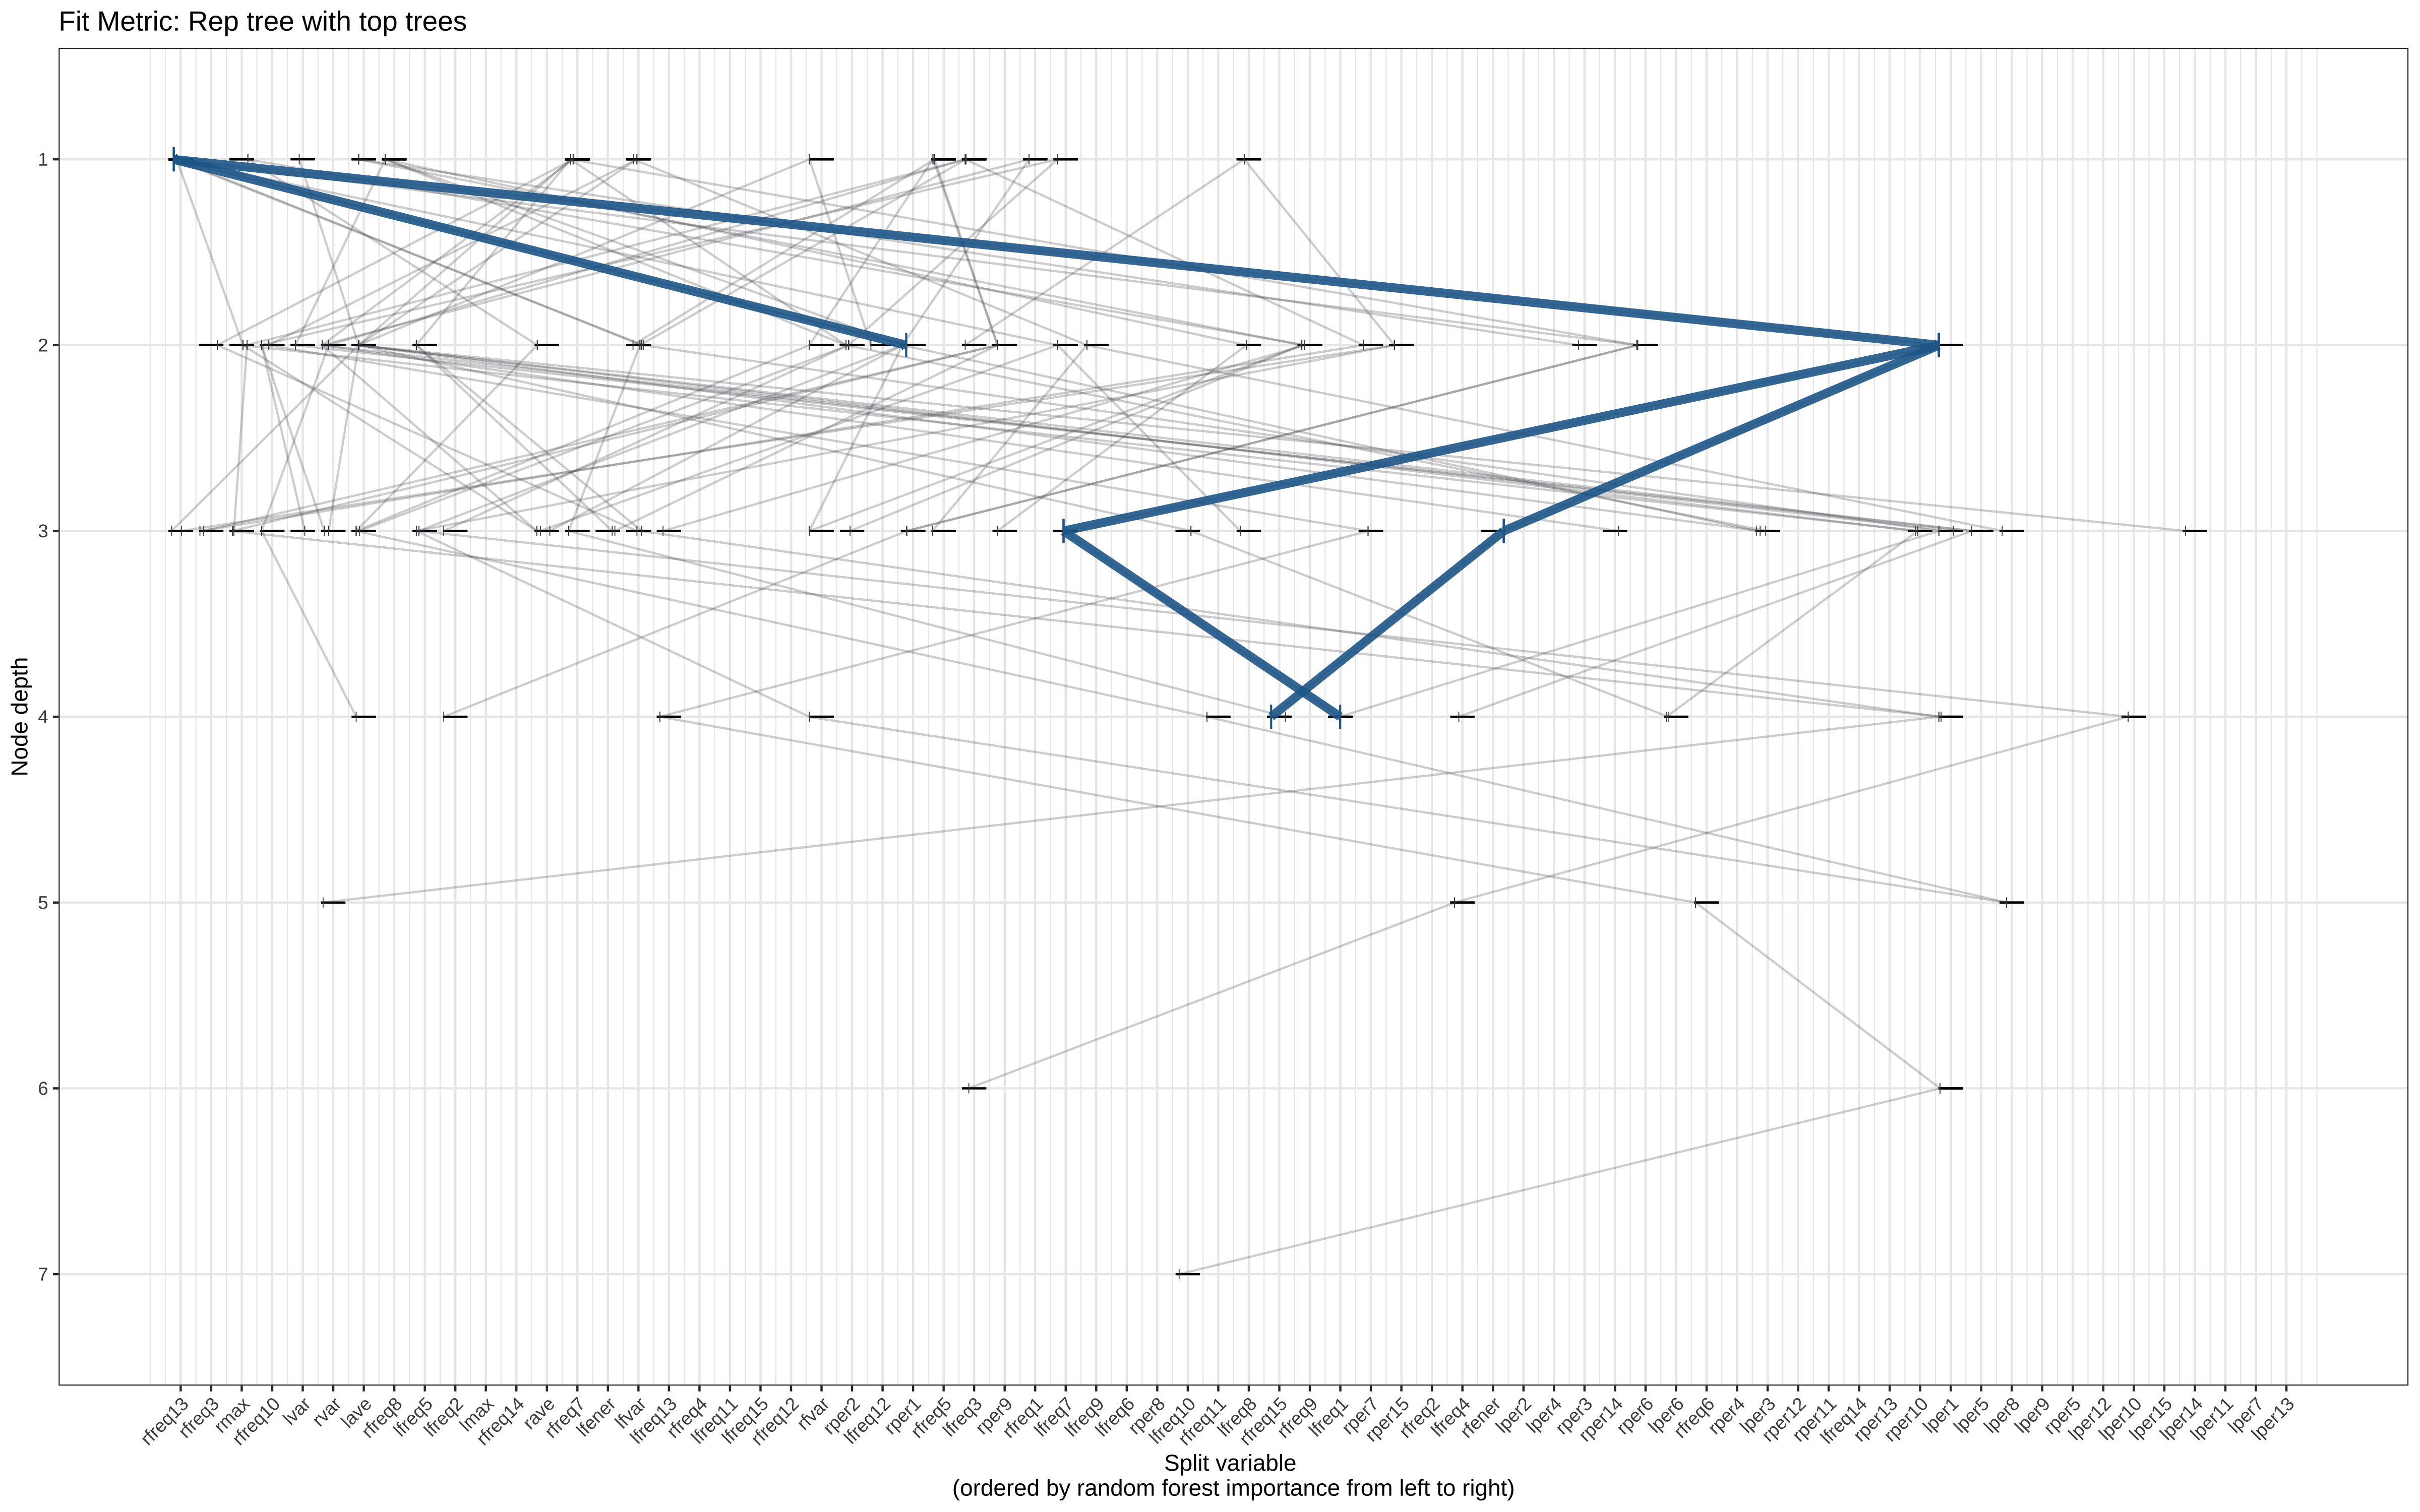 Fit Metric: Rep tree with top trees
Node depth
1
2
3
4
5
6
7
rfreq13
rfreq3
rmax
rfreq10
lvar
rvar
lave
rfreq8
lfreq5
lfreq2
lmax
rfreq14
rave
rfreq7
lfener
lfvar
lfreq13
rfreq4
lfreq11
lfreq15
rfreq12
rfvar
rper2
lfreq12
rper1
rfreq5
lfreq3
rper9
rfreq1
lfreq7
lfreq9
lfreq6
rper8
lfreq10
rfreq11
lfreq8
rfreq15
rfreq9
lfreq1
rper7
rper15
rfreq2
lfreq4
rfener
lper2
lper4
rper3
rper14
rper6
lper6
rfreq6
rper4
lper3
rper12
rper11
lfreq14
rper13
rper10
lper1
lper5
lper8
lper9
rper5
lper12
lper10
lper15
lper14
lper11
lper7
lper13
Split variable
(ordered by random forest importance from left to right)